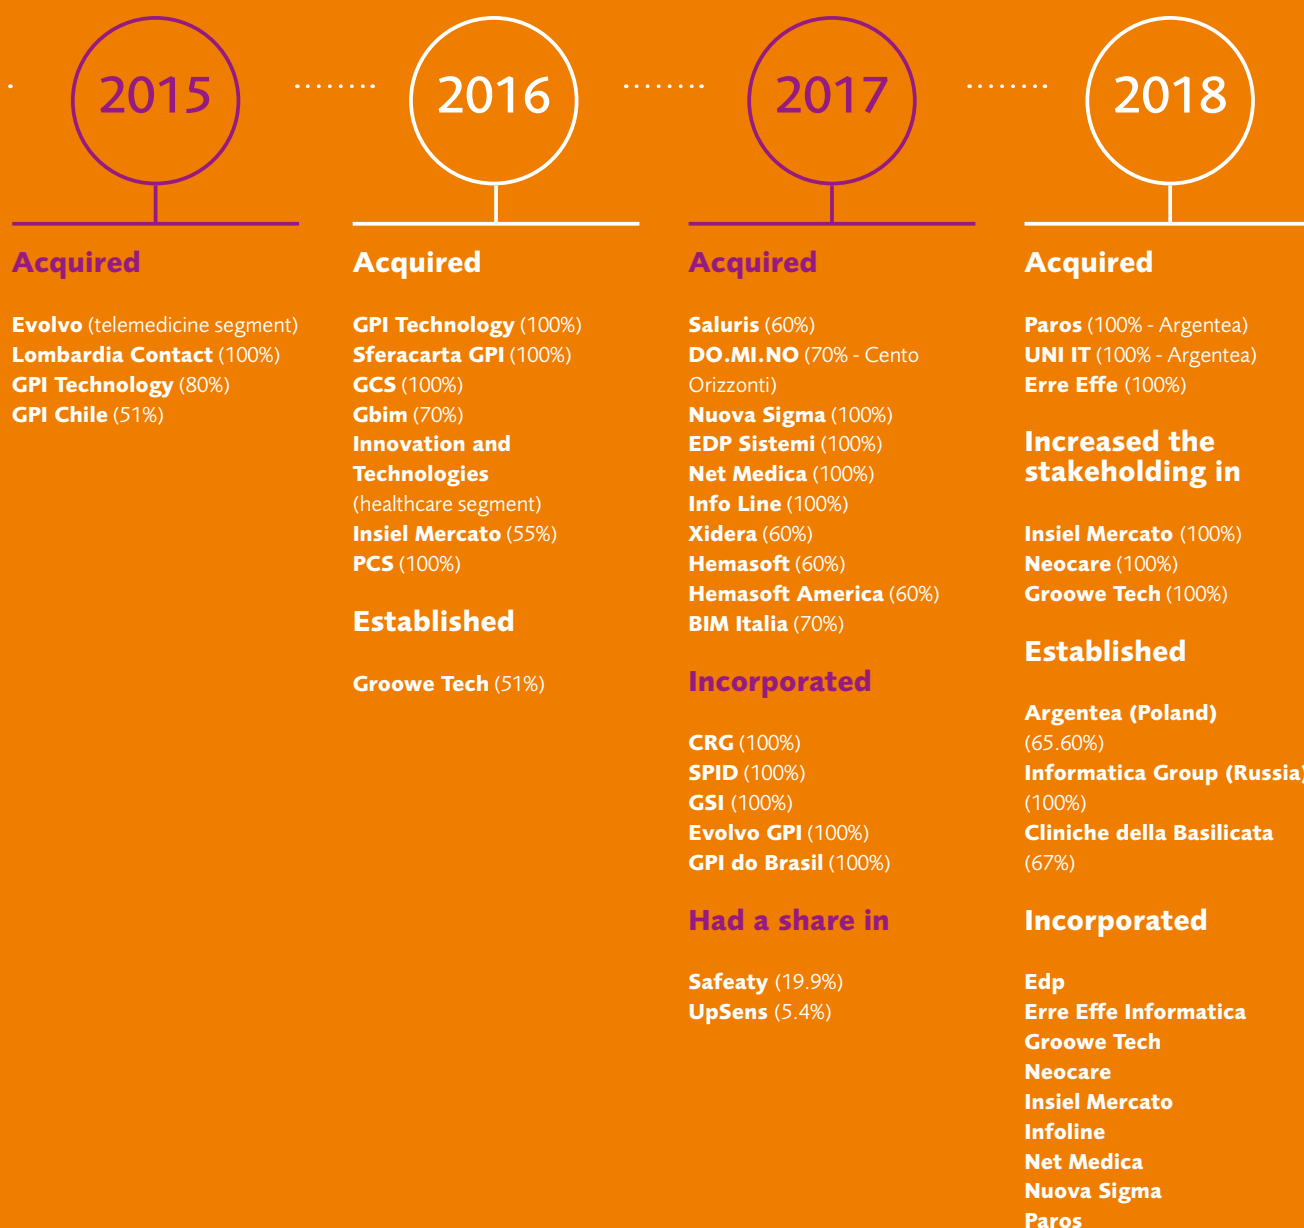 2015
Acquired
Evolvo (telemedicine segment)
Lombardia Contact (100%)
GPI Technology (80%)
GPI Chile (51%)
2016
Acquired
GPI Technology (100%)
Sferacarta GPI (100%)
GCS (100%)
Gbim (70%)
Innovation and
Technologies
(healthcare segment)
Insiel Mercato (55%)
PCS (100%)
Established
Groowe Tech (51%)
2017
Acquired
Saluris (60%)
DO.MI.NO (70% - Cento
Orizzonti)
Nuova Sigma (100%)
EDP Sistemi (100%)
Net Medica (100%)
Info Line (100%)
Xidera (60%)
Hemasoft (60%)
Hemasoft America (60%)
BIM Italia (70%)
Incorporated
CRG (100%)
SPID (100%)
GSI (100%)
Evolvo GPI (100%)
GPI do Brasil (100%)
Had a share in
Safeaty (19.9%)
UpSens (5.4%)
2018
Acquired
Paros (100% - Argentea)
UNI IT (100% - Argentea)
Erre Effe (100%)
Increased the
stakeholding in
Insiel Mercato (100%)
Neocare (100%)
Groowe Tech (100%)
Established
Argentea (Poland)
(65.60%)
Informatica Group (Russia)
(100%)
Cliniche della Basilicata
(67%)
Incorporated
Edp
Erre Effe Informatica
Groowe Tech
Neocare
Insiel Mercato
Infoline
Net Medica
Nuova Sigma
Paros